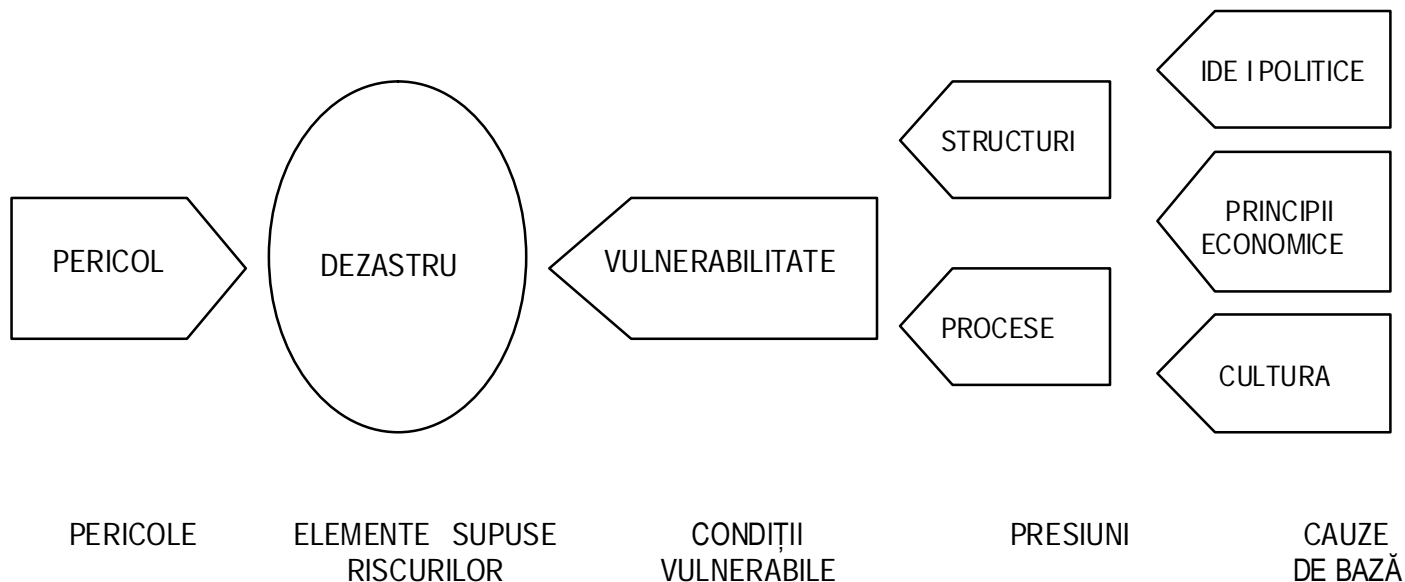 IDE I POLITICE
STRUCTURI
PRINCIPII
ECONOMICE
PERICOL
DEZASTRU
VULNERABILITATE
PROCESE
CULTURA
PERICOLE
ELEMENTE SUPUSE
RISCURILOR
CONDIȚII
VULNERABILE
PRESIUNI
CAUZE
DE BAZĂ